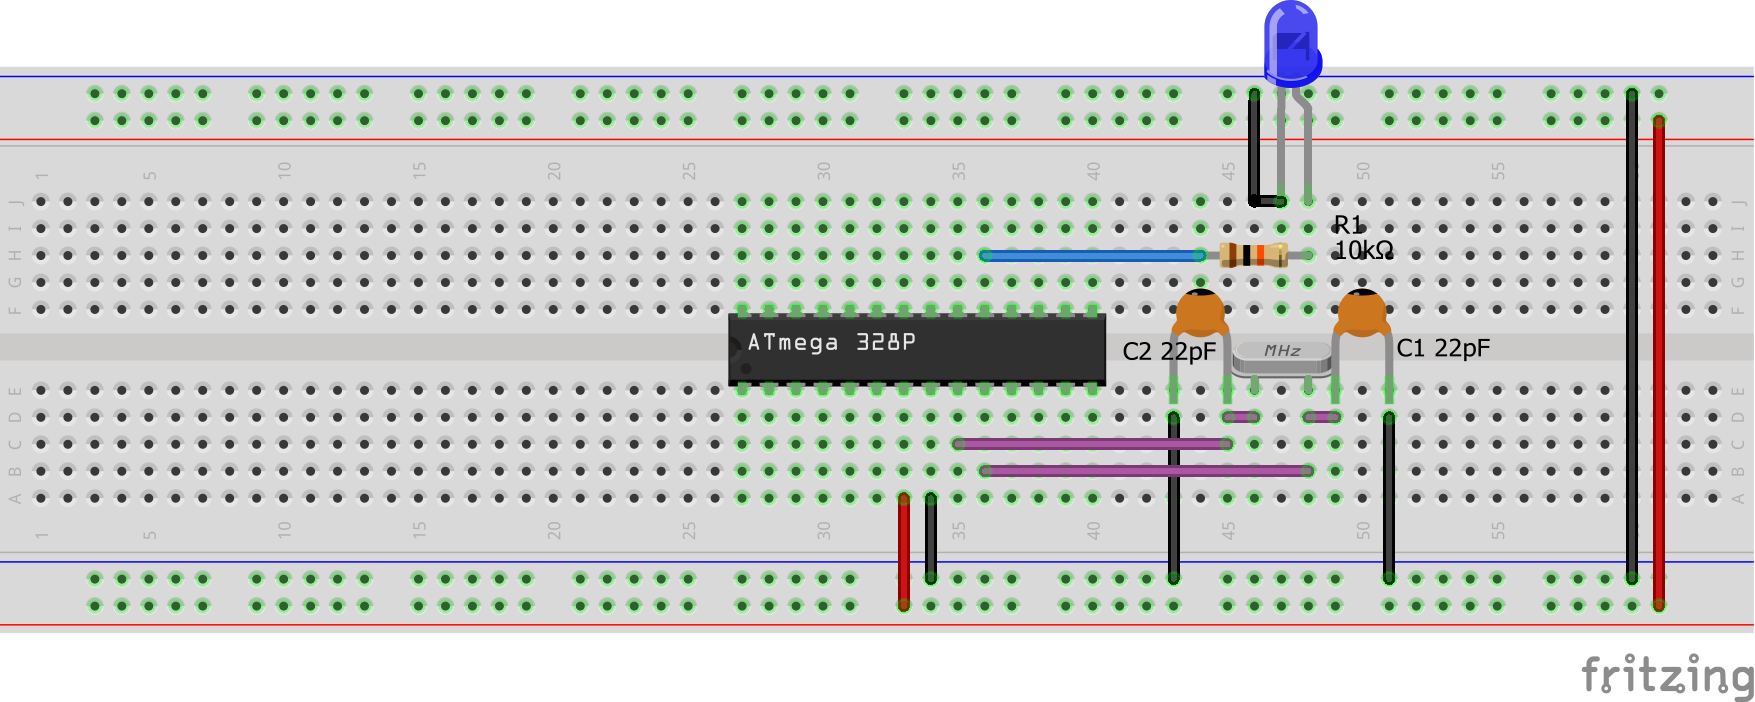 1 5 10 15 20 25 30 35 40 45 50 55
J J
I I
R1
H 10kΩ H
G G
F F
ATmega 328P
C2 22pF MHz C1 22pF
E E
D D
C C
B B
A A
1 5 10 15 20 25 30 35 40 45 50 55
fritzing